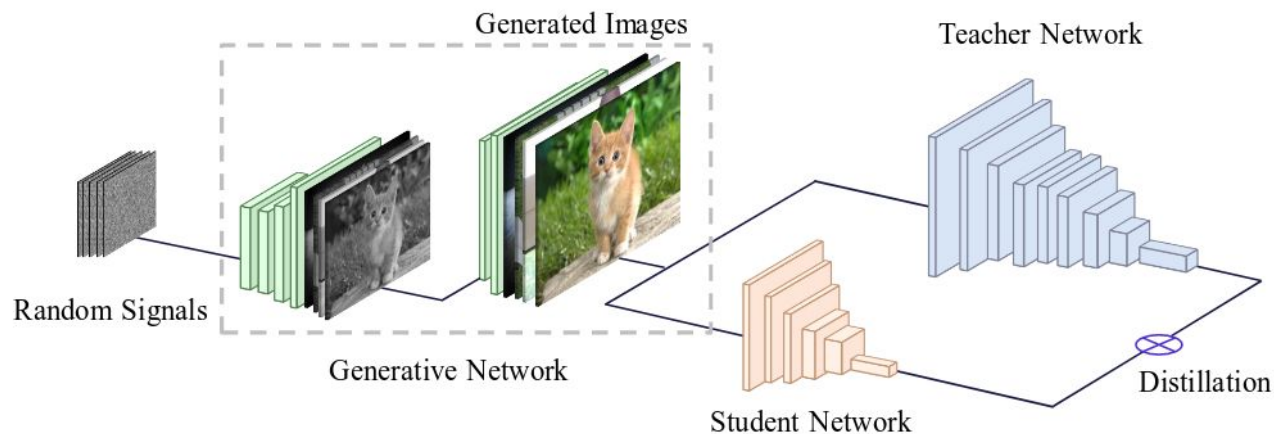 Generated Images
Teacher Network
Random Signals
Generative Network
Student Network
Distillation